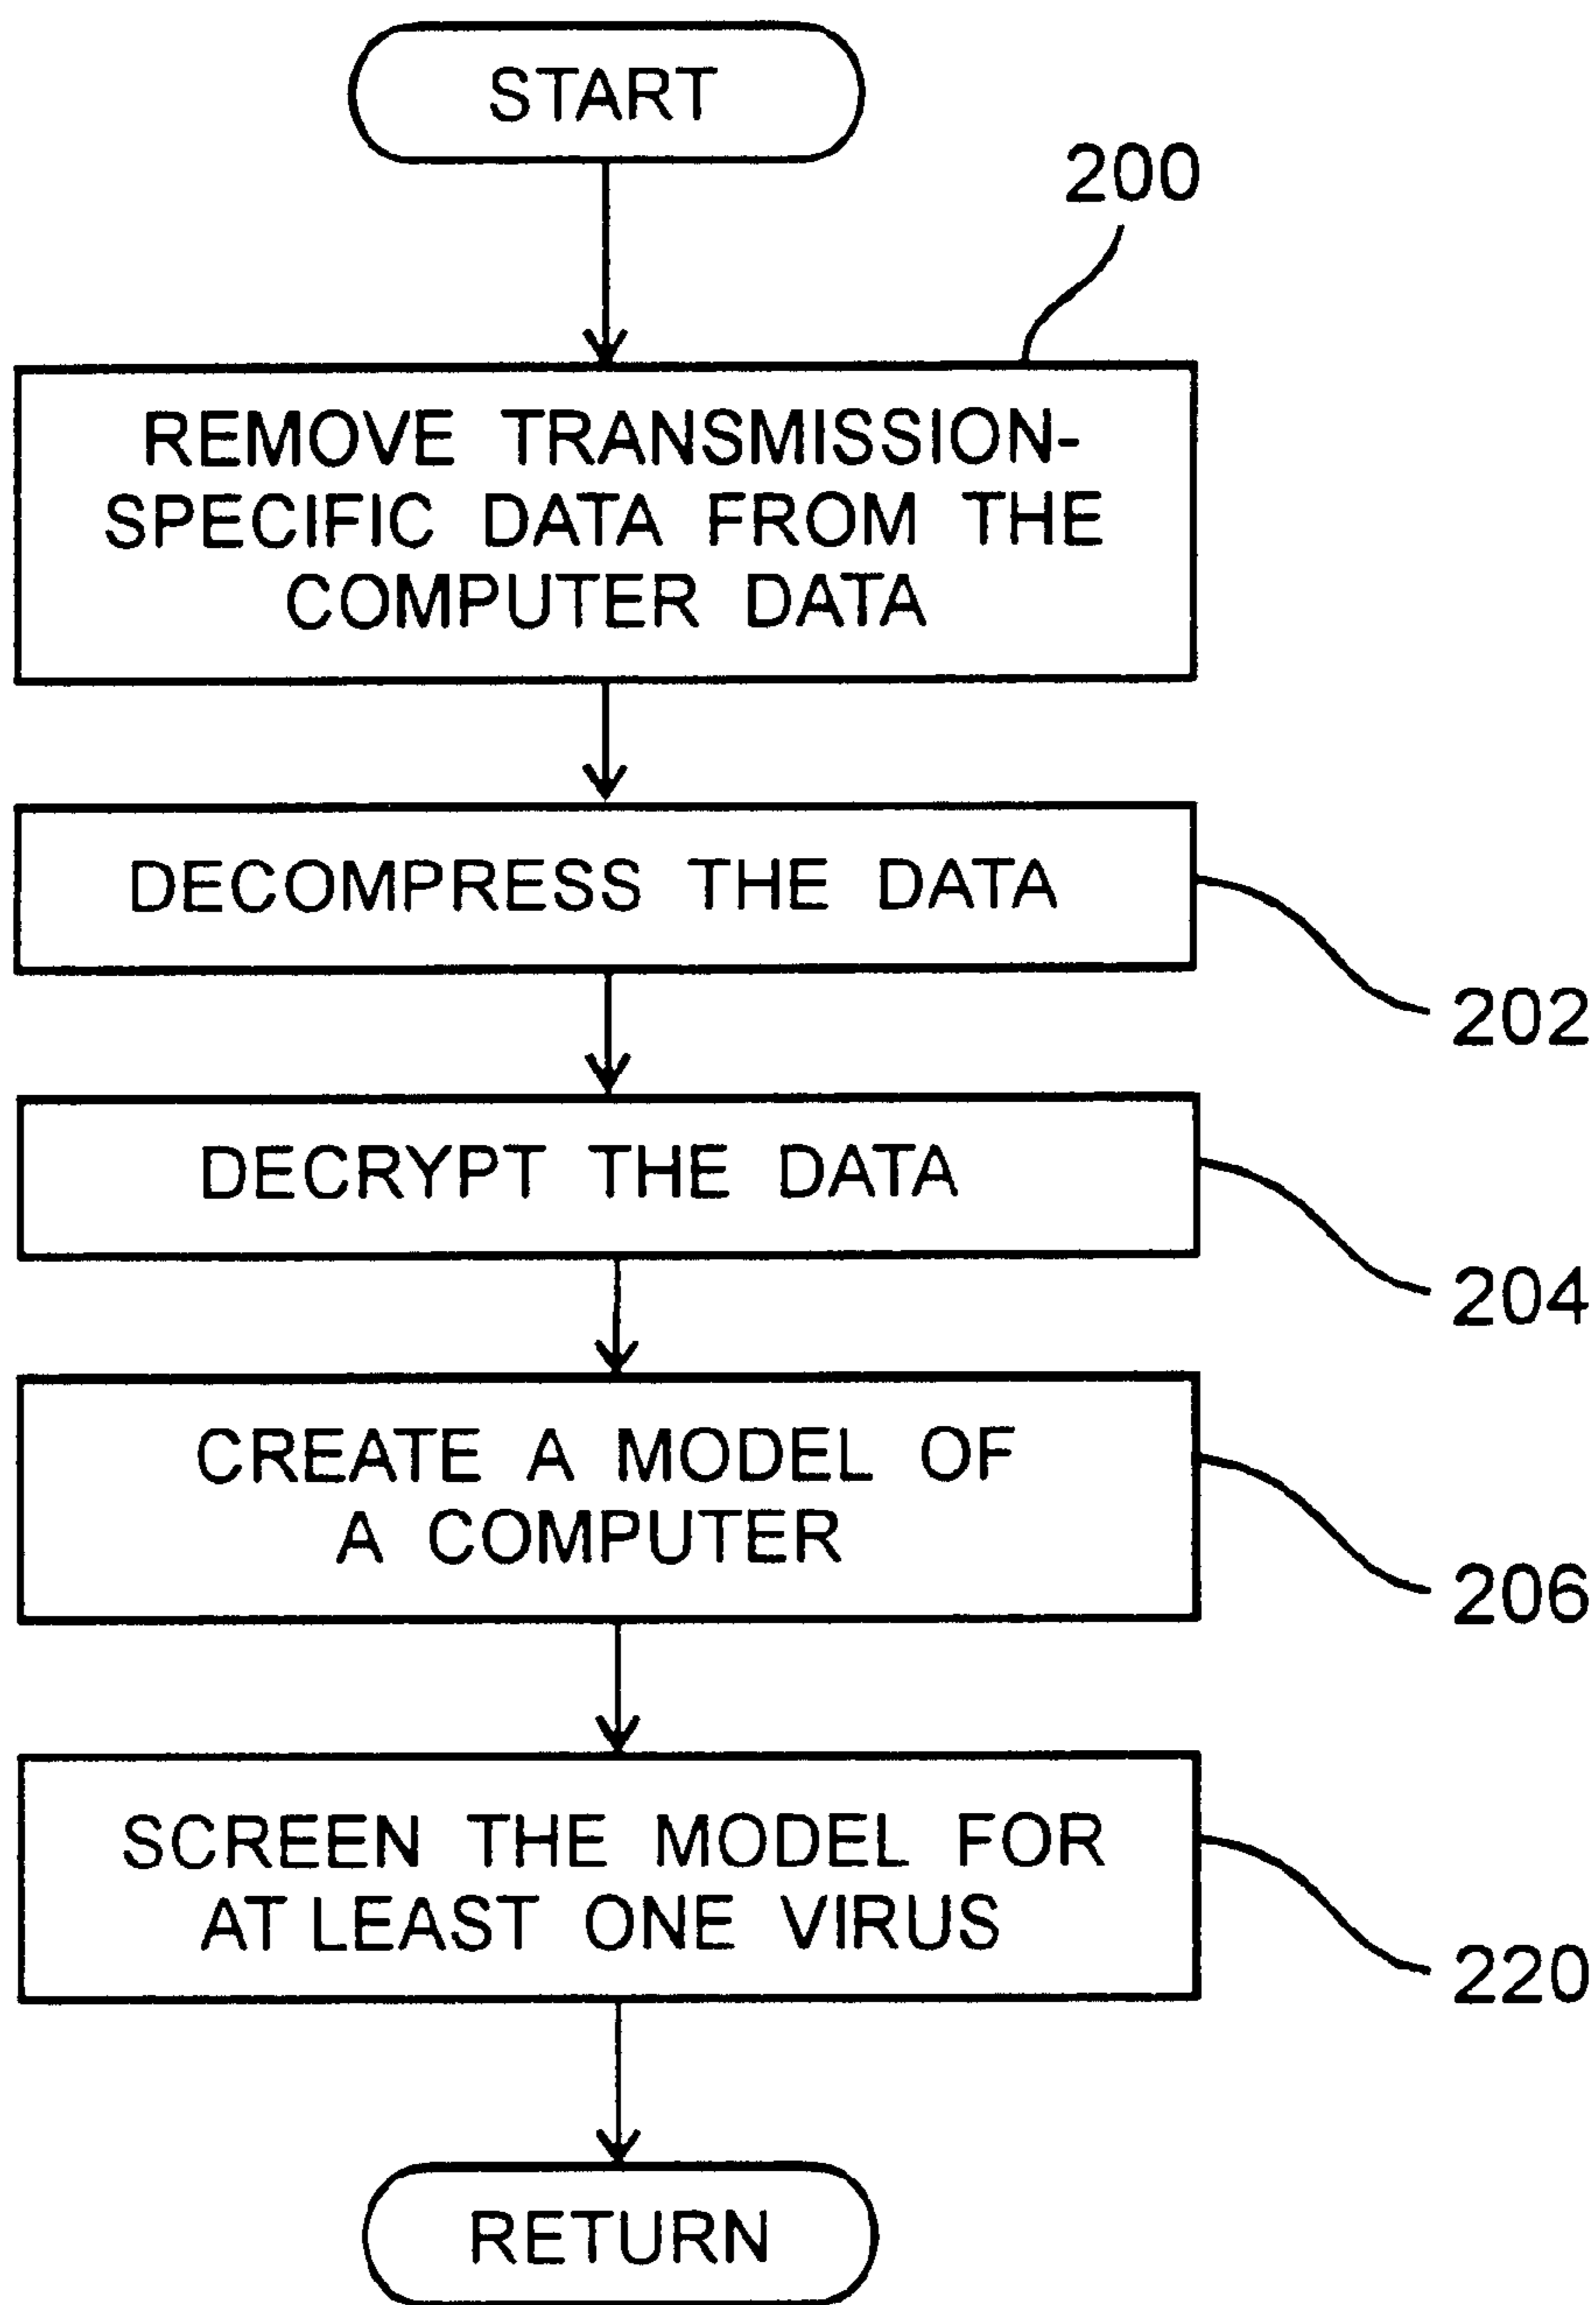 START
200
REMOVE TRANSMISSION-
SPECIFIC DATA FROM THE
COMPUTER DATA
DECOMPRESS THE DATA
202
DECRYPT THE DATA
204
CREATE A MODEL OF
A COMPUTER
206
SCREEN THE MODEL FOR
AT LEAST ONE VIRUS
220
RETURN